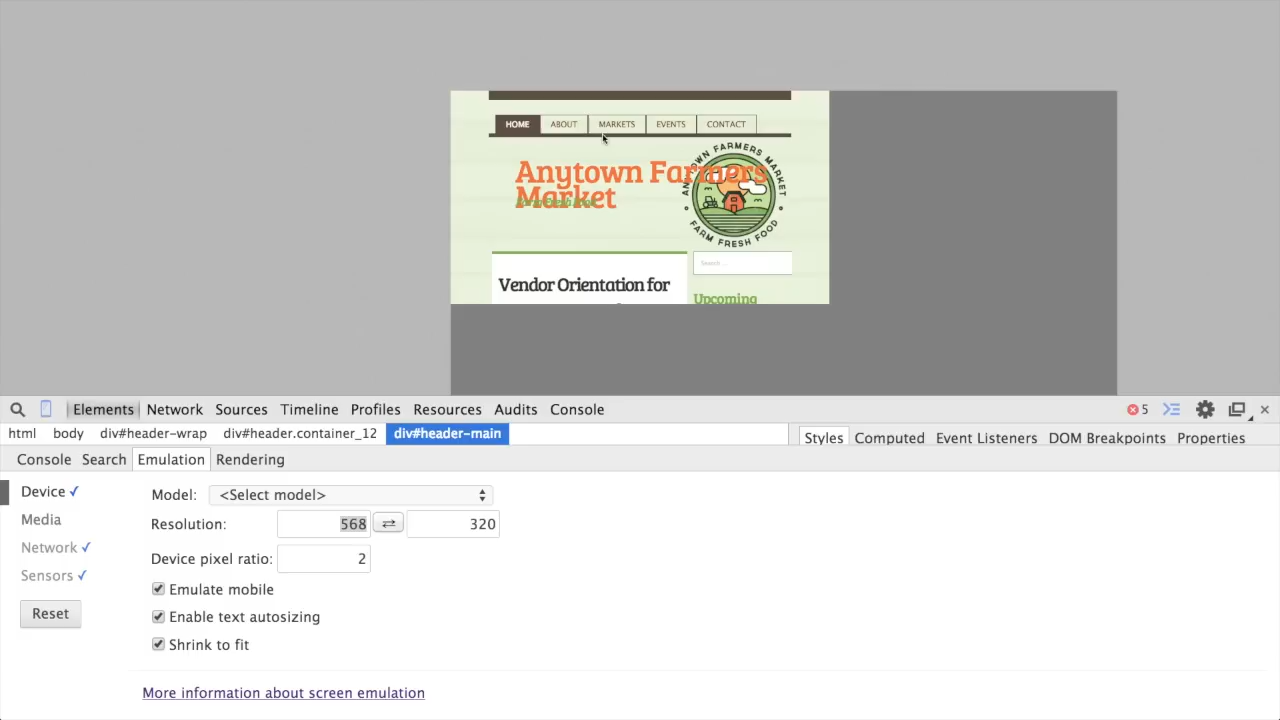 HOME ABOUT MARKETS EVENTS CONTACT
Anytown Farmers
Market
ANYTOWN FARMERS MARKET
FARM FRESH FOOD
Search ...
Vendor Orientation for
Upcoming
Elements Network Sources Timeline Profiles Resources Audits Console 5
html body div#header-wrap div#header.container_12 div#header-main
Styles Computed Event Listeners DOM Breakpoints Properties
Console Search Emulation Rendering
Device ✓
Media
Network ✓
Sensors ✓
Reset
Model: <Select model>
Resolution: 568 320
Device pixel ratio: 2
Emulate mobile
Enable text autosizing
Shrink to fit
More information about screen emulation